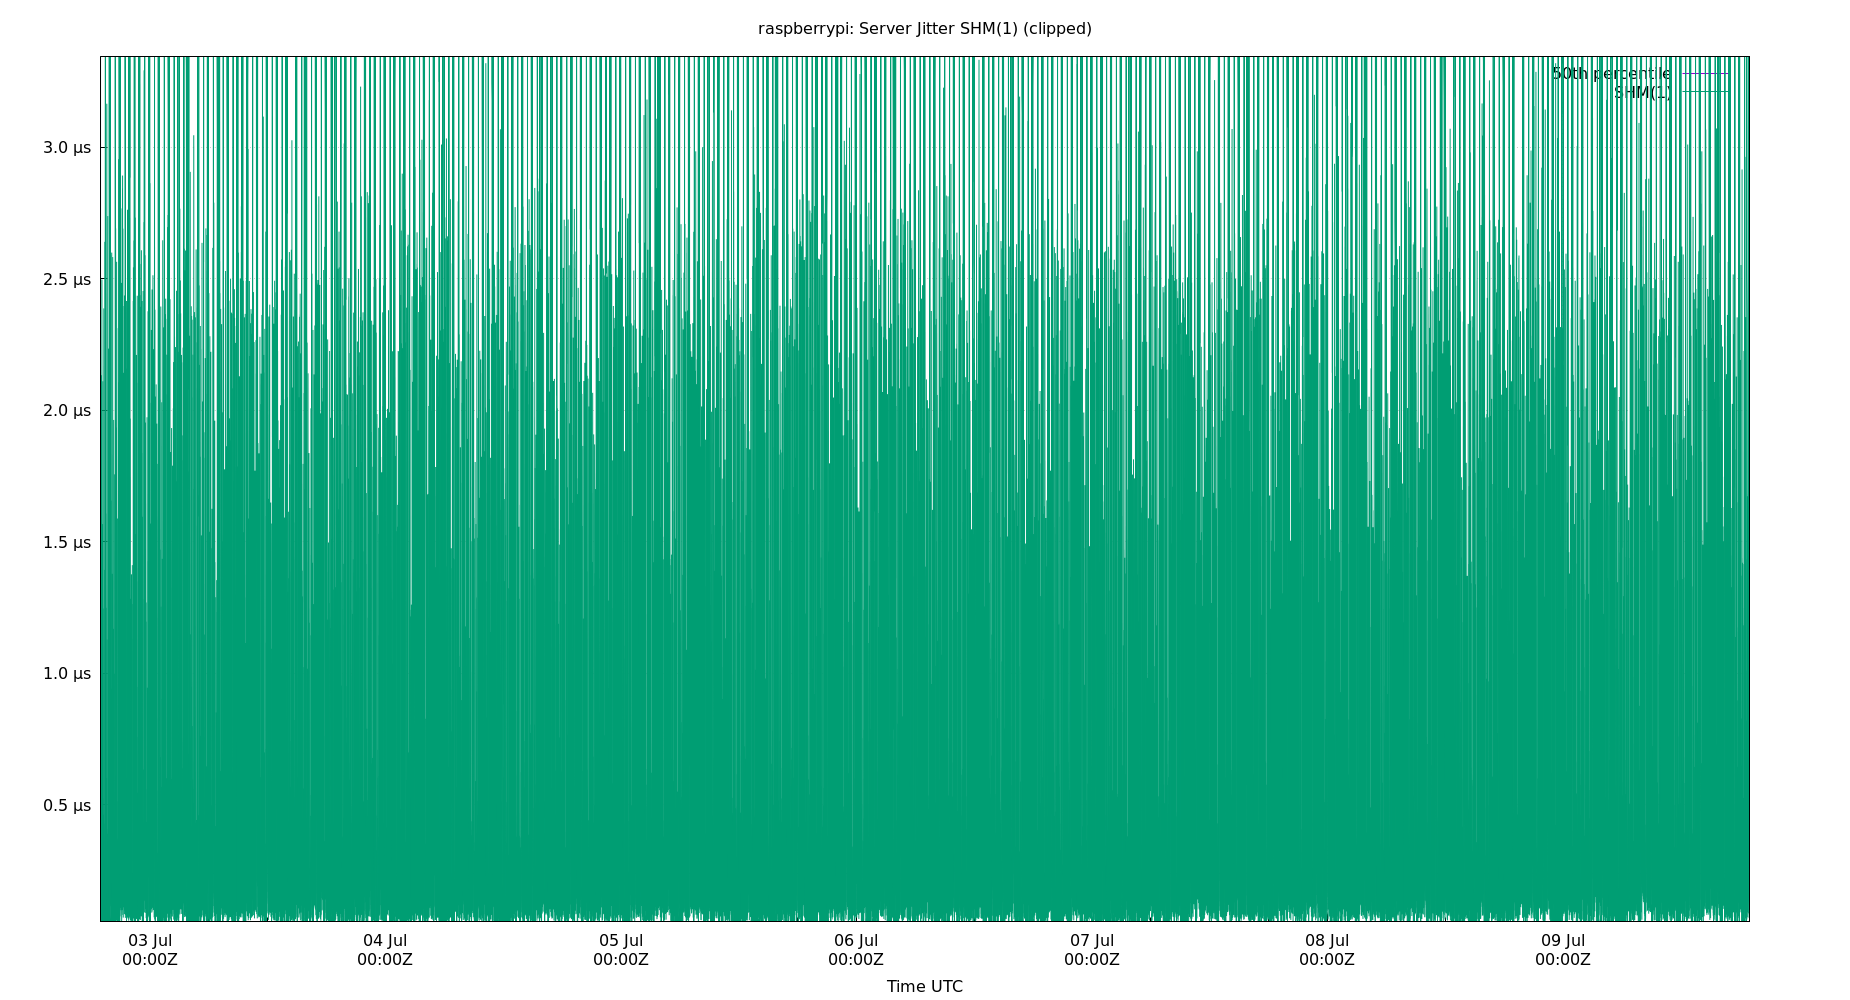 raspberrypi: Server Jitter SHM(1) (clipped)
50th percentile
SHM(1)
3.0 µs
2.5 µs
2.0 µs
1.5 µs
1.0 µs
0.5 µs
03 Jul 04 Jul 05 Jul 06 Jul 07 Jul 08 Jul 09 Jul
00:00Z 00:00Z 00:00Z 00:00Z 00:00Z 00:00Z 00:00Z
Time UTC